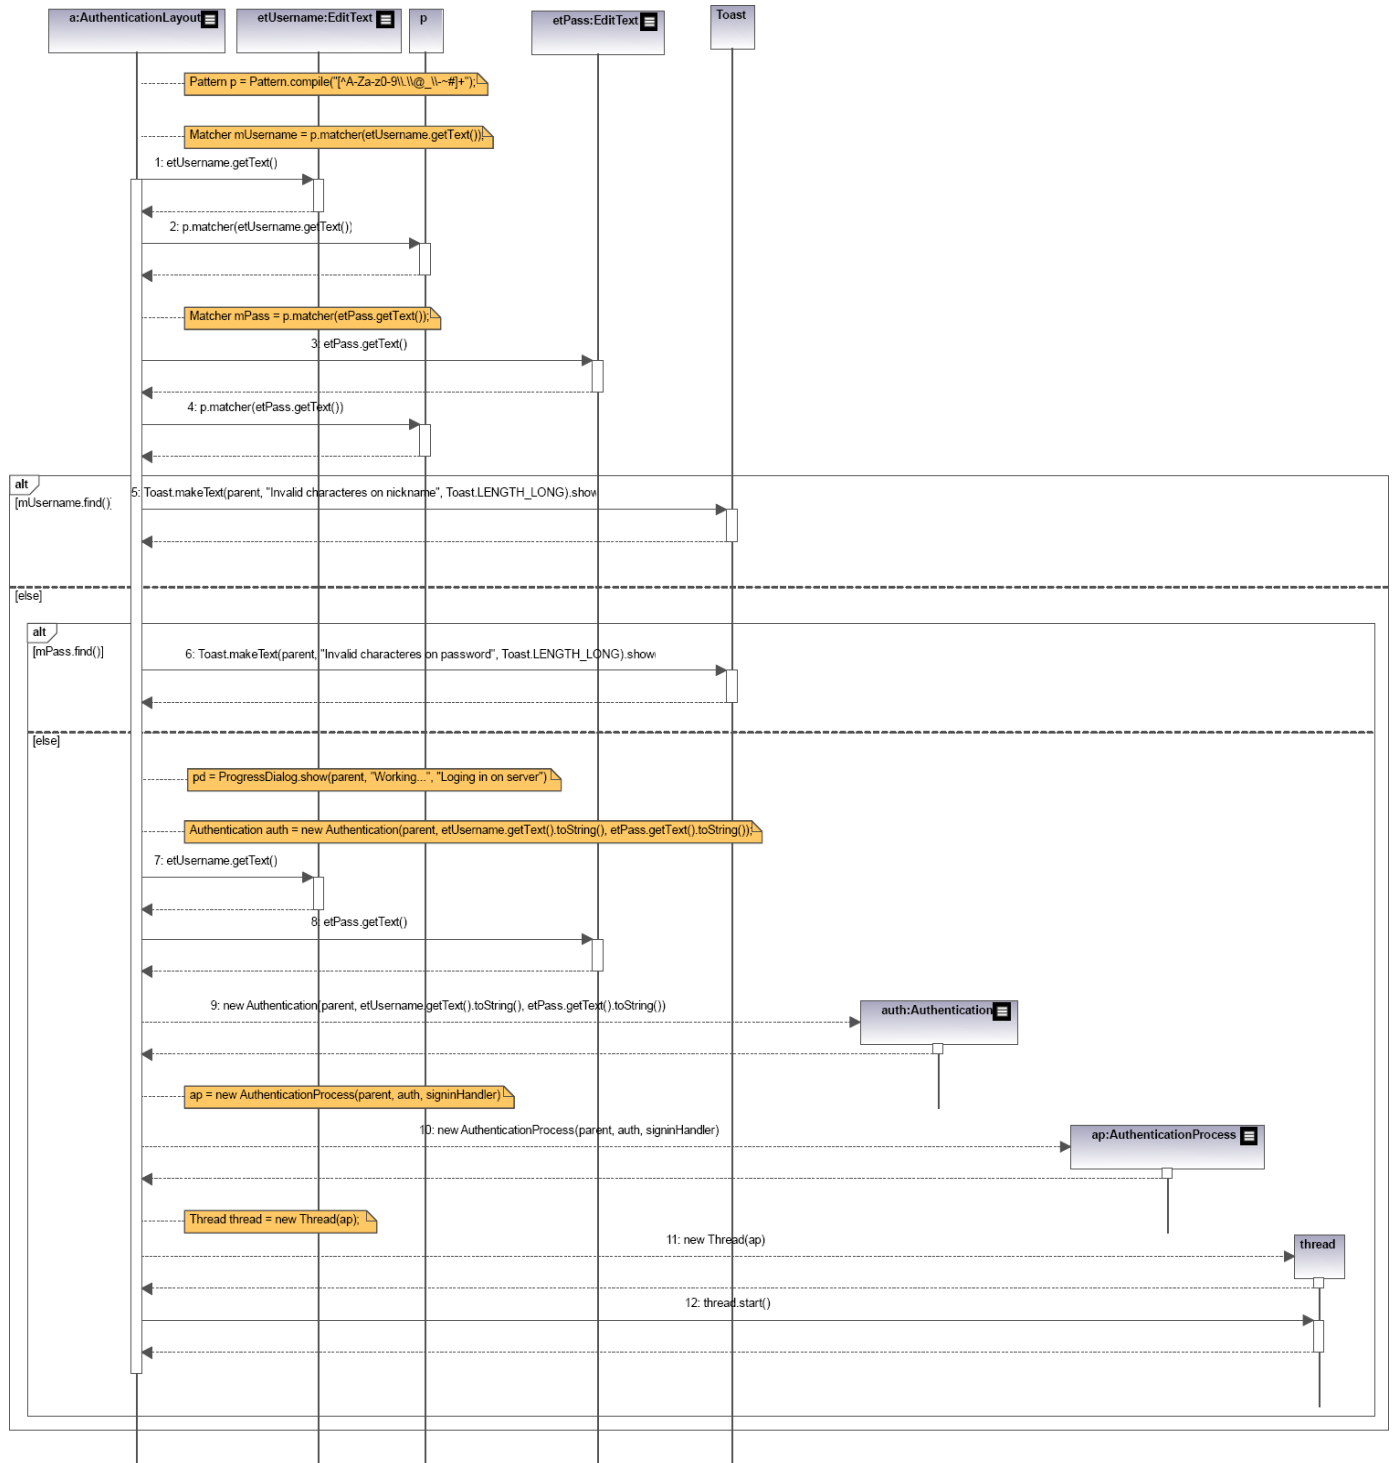 a:AuthenticationLayout
etUsername:EditText
p
etPass:EditText
Toast
Pattern p = Pattern.compile("[^A-Za-z0-9\\.\\@_\\-~#]+");
Matcher mUsername = p.matcher(etUsername.getText());
1: etUsername.getText()
2: p.matcher(etUsername.getText())
Matcher mPass = p.matcher(etPass.getText());
3: etPass.getText()
4: p.matcher(etPass.getText())
alt
[mUsername.find()]
5: Toast.makeText(parent, "Invalid characteres on nickname", Toast.LENGTH_LONG).show
[else]
alt
[mPass.find()]
6: Toast.makeText(parent, "Invalid characteres on password", Toast.LENGTH_LONG).show(
[else]
pd = ProgressDialog.show(parent, "Working...", "Loging in on server")
Authentication auth = new Authentication(parent, etUsername.getText().toString(), etPass.getText().toString());
7: etUsername.getText()
8: etPass.getText()
9: new Authentication(parent, etUsername.getText().toString(), etPass.getText().toString())
auth:Authentication
ap = new AuthenticationProcess(parent, auth, signinHandler)
10: new AuthenticationProcess(parent, auth, signinHandler)
ap:AuthenticationProcess
Thread thread = new Thread(ap);
11: new Thread(ap)
thread
12: thread.start()